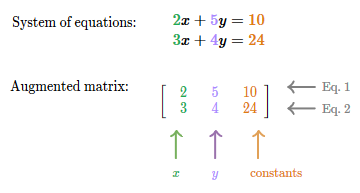 System of equations: 2x + 5y = 10
3x + 4y = 24
Augmented matrix: [ 2 5 10 ] ← Eq. 1
3 4 24 ← Eq. 2
↑ ↑ ↑
x y constants